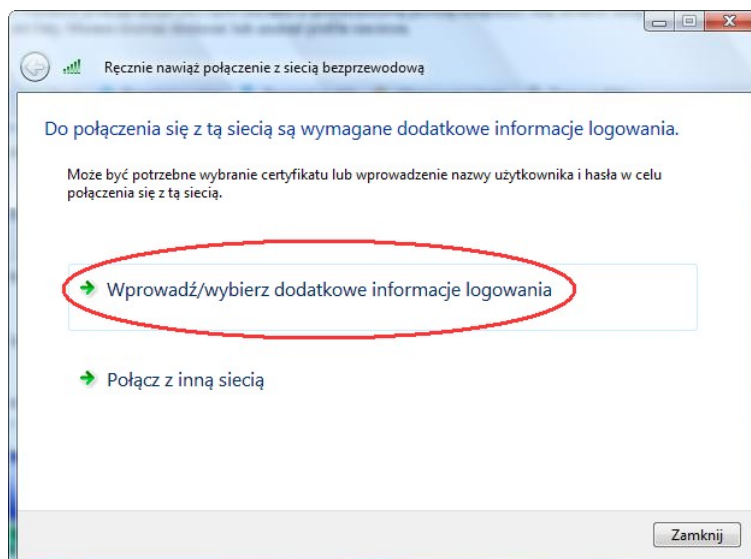 Ręcznie nawiąż połączenie z siecią bezprzewodową
Do połączenia się z tą siecią są wymagane dodatkowe informacje logowania.
Może być potrzebne wybranie certyfikatu lub wprowadzenie nazwy użytkownika i hasła w celu
połączenia się z tą siecią.
Wprowadź/wybierz dodatkowe informacje logowania
Połącz z inną siecią
Zamknij